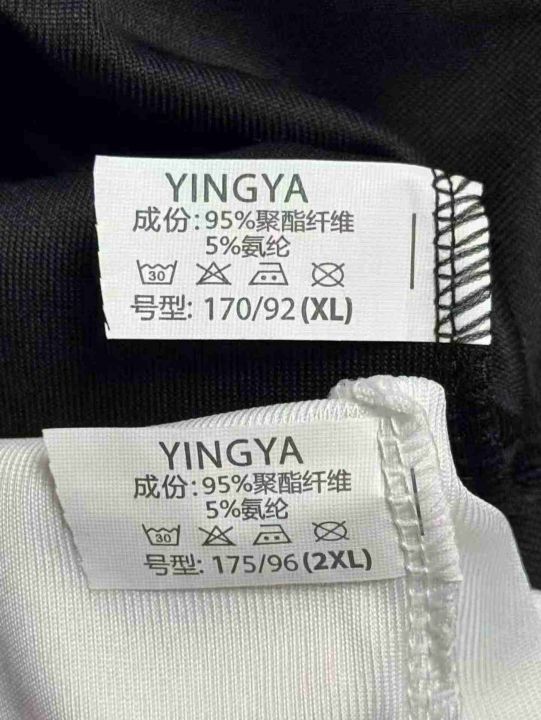 YINGYA
成份: 95%聚酯纤维
5%氨纶
30
号型: 170/92(XL)
YINGYA
成份: 95%聚酯纤维
5%氨纶
30
号型: 175/96(2XL)